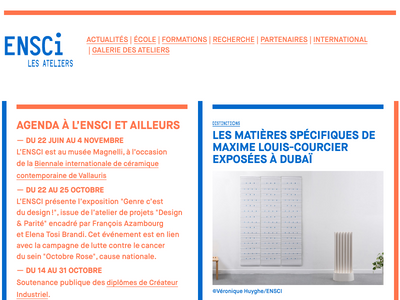 ENSCi
LES ATELIERS
ACTUALITÉS | ÉCOLE | FORMATIONS | RECHERCHE | PARTENAIRES | INTERNATIONAL
| GALERIE DES ATELIERS
AGENDA À L'ENSCI ET AILLEURS
— DU 22 JUIN AU 4 NOVEMBRE
L'ENSCI est au musée Magnelli, à l'occasion
de la Biennale internationale de céramique
contemporaine de Vallauris
— DU 22 AU 25 OCTOBRE
L'ENSCI présente l'exposition "Genre c'est
du design !", issue de l'atelier de projets "Design
& Parité" encadré par François Azambourg
et Elena Tosi Brandi. Cet événement est en lien
avec la campagne de lutte contre le cancer
du sein "Octobre Rose", cause nationale.
— DU 14 AU 31 OCTOBRE
Soutenance publique des diplômes de Créateur
Industriel.
DISTINCTIONS
LES MATIÈRES SPÉCIFIQUES DE
MAXIME LOUIS-COURCIER
EXPOSÉES À DUBAÏ
©Véronique Huyghe/ENSCI